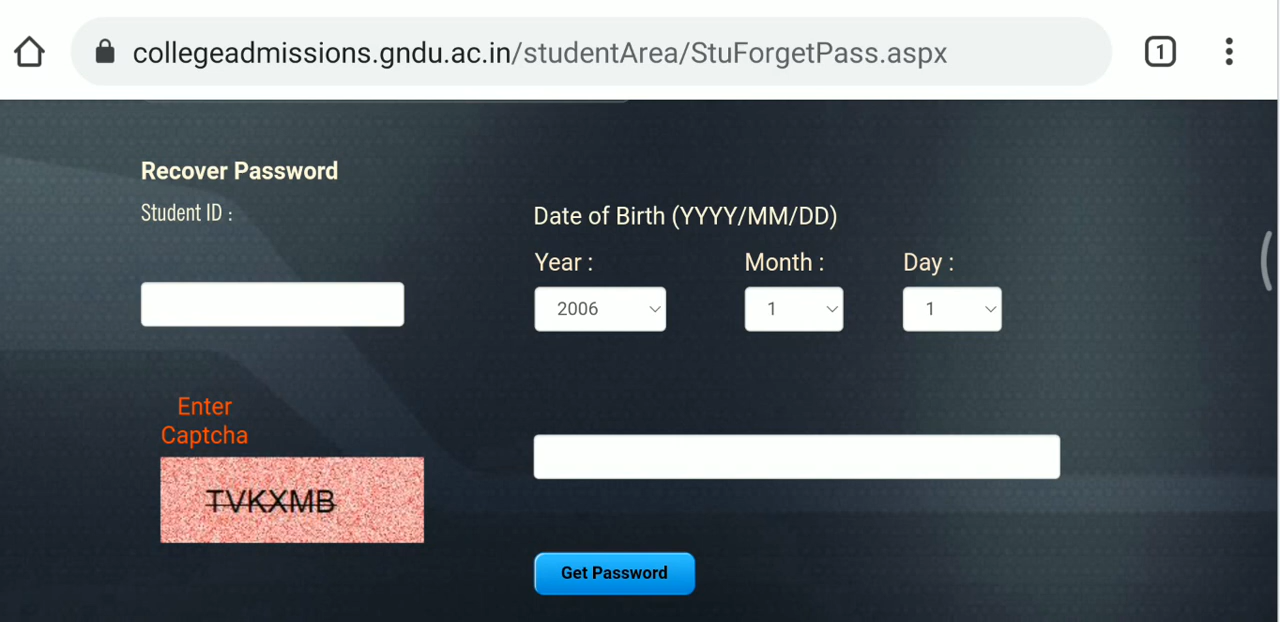 collegeadmissions.gndu.ac.in/studentArea/StuForgetPass.aspx
1
Recover Password
Student ID :
Date of Birth (YYYY/MM/DD)
Year :
Month :
Day :
2006
1
1
Enter
Captcha
TVKXMB
Get Password